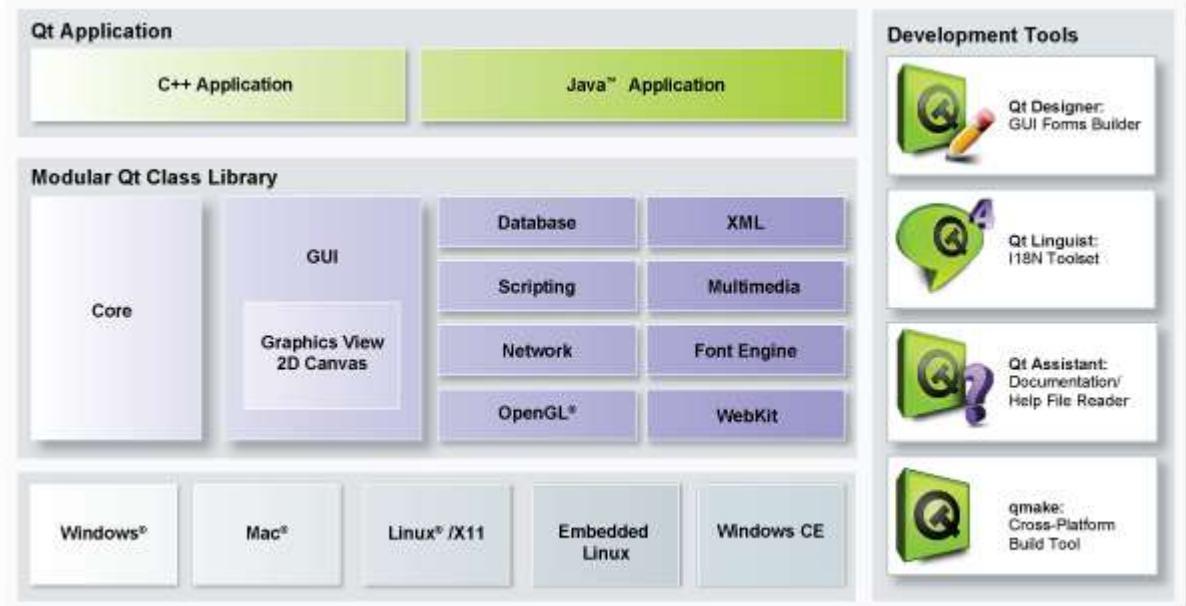 Qt Application
C++ Application
Java™ Application
Modular Qt Class Library
Core
GUI
Graphics View
2D Canvas
Database
XML
Scripting
Multimedia
Network
Font Engine
OpenGL®
WebKit
Windows®
Mac®
Linux® /X11
Embedded
Linux
Windows CE
Development Tools
Qt Designer:
GUI Forms Builder
4
Qt Linguist:
I18N Toolset
?
Qt Assistant:
Documentation/
Help File Reader
qmake:
Cross-Platform
Build Tool